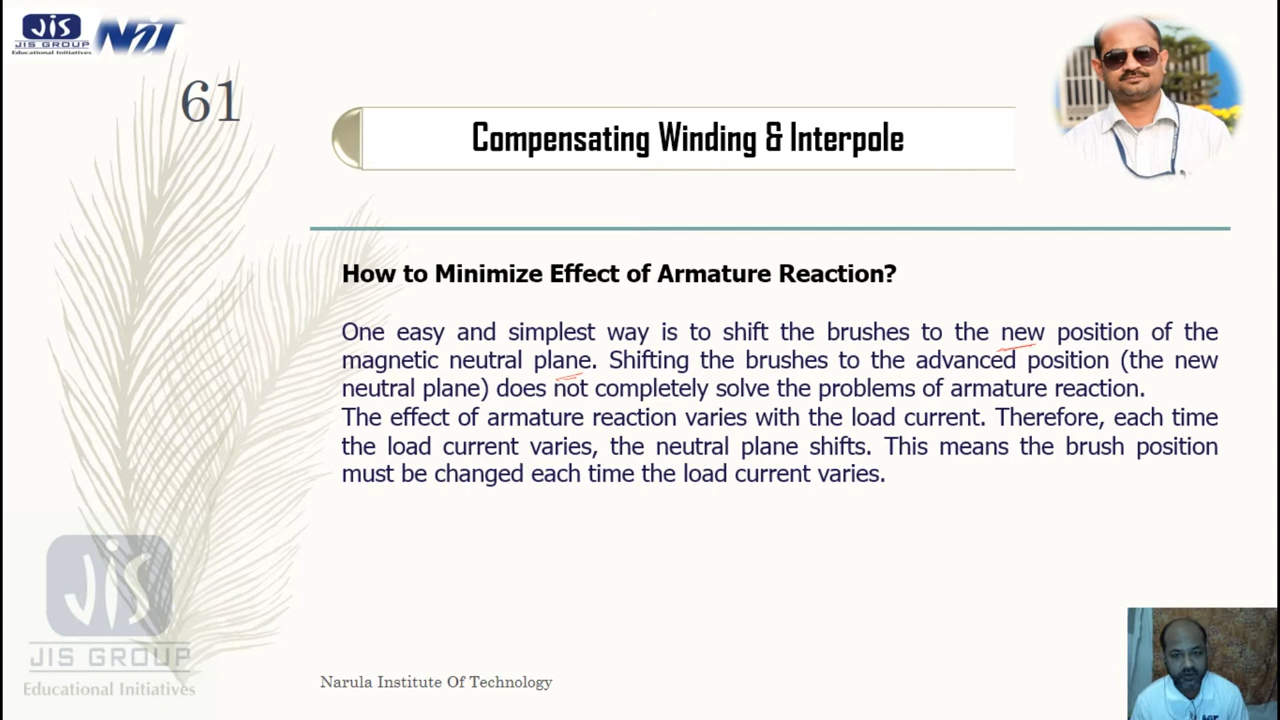 JIS
JIS GROUP
Educational Initiatives
NiT
61
Compensating Winding & Interpole
How to Minimize Effect of Armature Reaction?
One easy and simplest way is to shift the brushes to the new position of the
magnetic neutral plane. Shifting the brushes to the advanced position (the new
neutral plane) does not completely solve the problems of armature reaction.
The effect of armature reaction varies with the load current. Therefore, each time
the load current varies, the neutral plane shifts. This means the brush position
must be changed each time the load current varies.
JIS
JIS GROUP
Educational Initiatives
Narula Institute Of Technology